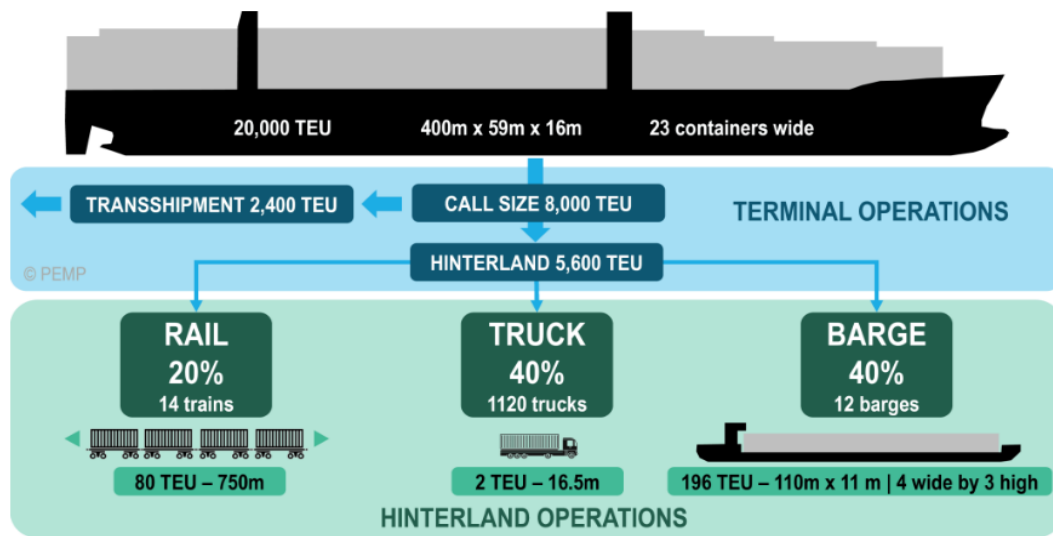 20,000 TEU
400m x 59m x 16m
23 containers wide
TRANSSHIPMENT 2,400 TEU
CALL SIZE 8,000 TEU
TERMINAL OPERATIONS
HINTERLAND 5,600 TEU
© PEMP
RAIL
20%
14 trains
TRUCK
40%
1120 trucks
BARGE
40%
12 barges
80 TEU – 750m
2 TEU – 16.5m
196 TEU – 110m x 11 m | 4 wide by 3 high
HINTERLAND OPERATIONS